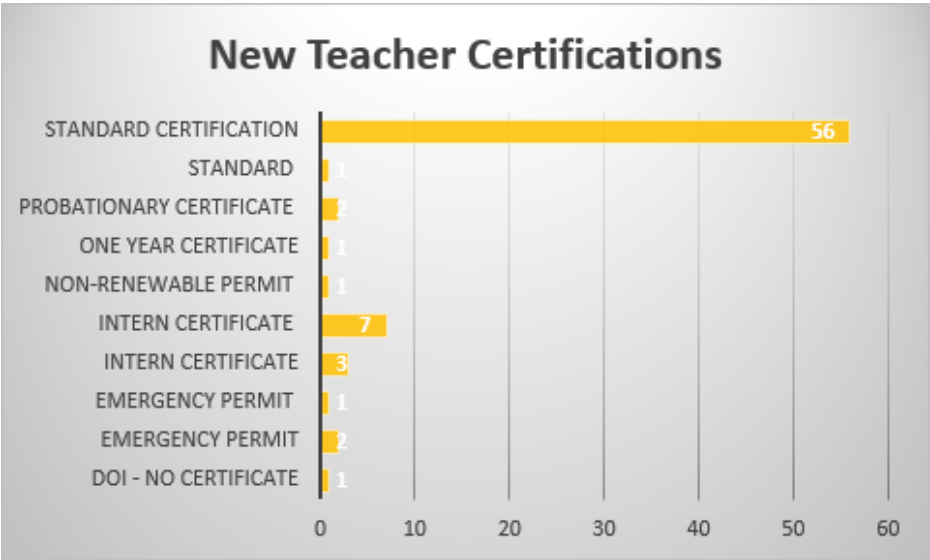 New Teacher Certifications
STANDARD CERTIFICATION 56
STANDARD 1
PROBATIONARY CERTIFICATE 2
ONE YEAR CERTIFICATE 1
NON-RENEWABLE PERMIT 1
INTERN CERTIFICATE 7
INTERN CERTIFICATE 3
EMERGENCY PERMIT 1
EMERGENCY PERMIT 2
DOI - NO CERTIFICATE 1
0 10 20 30 40 50 60